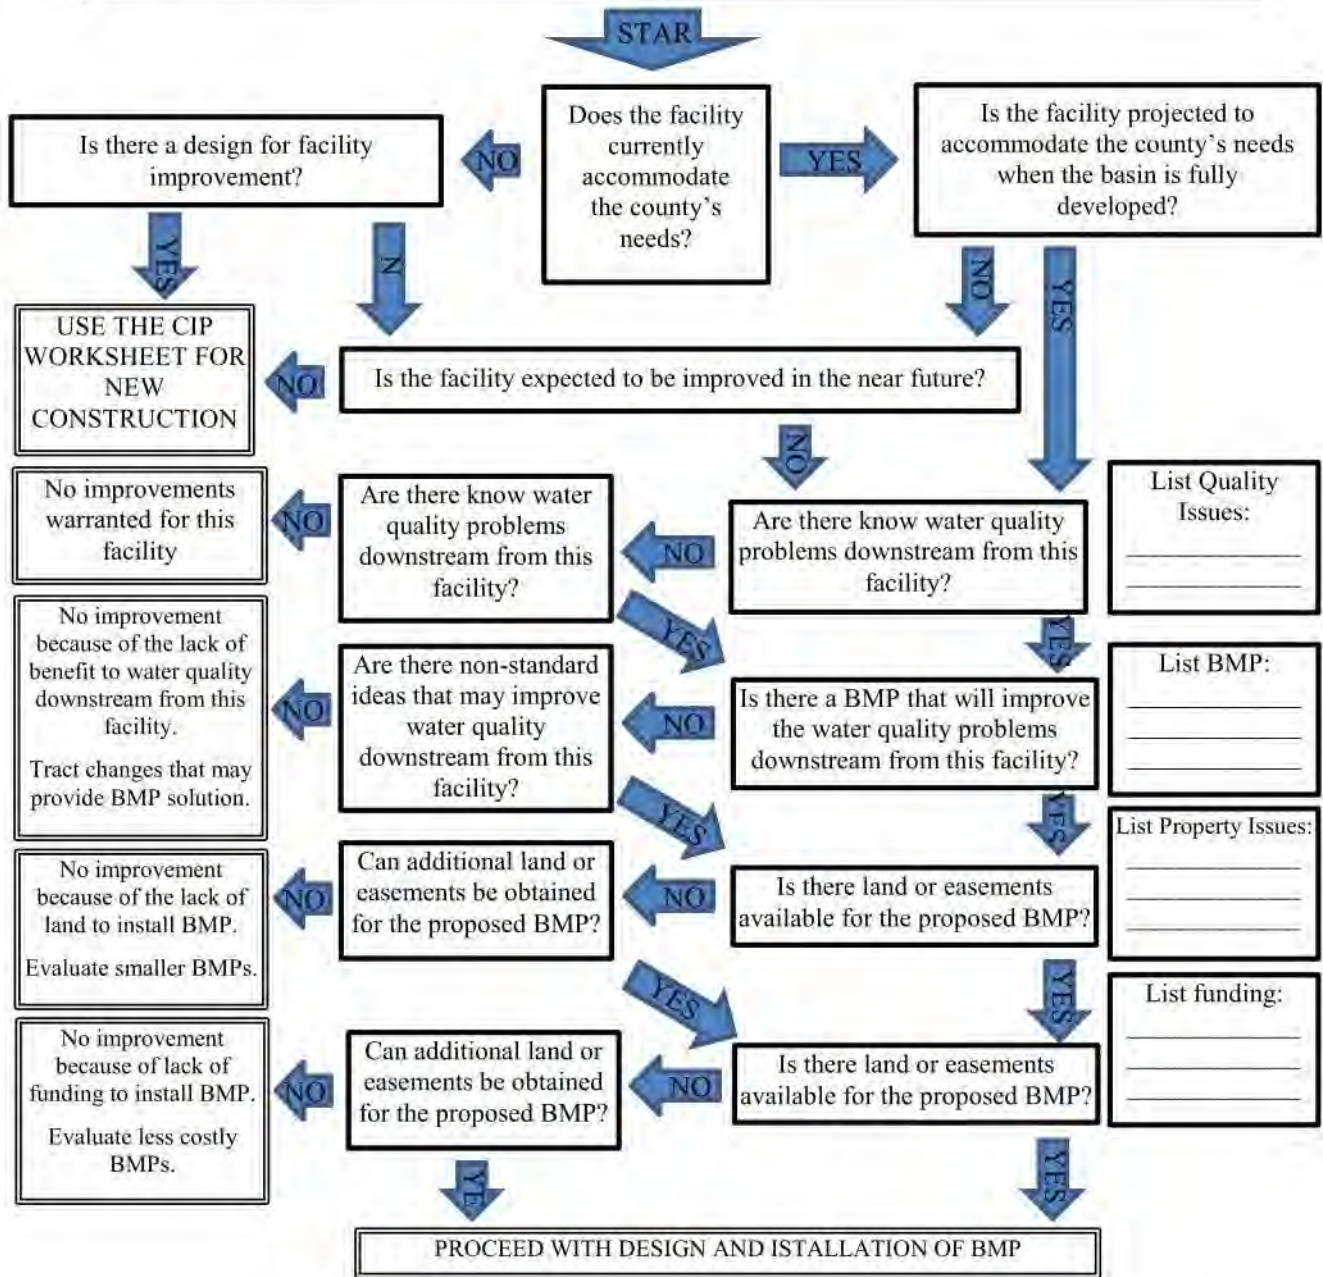 STAR
Does the facility
currently
accommodate
the county's
needs?
NO
YES
Is there a design for facility
improvement?
Is the facility projected to
accommodate the county's needs
when the basin is fully
developed?
YES
N
NO
YES
USE THE CIP
WORKSHEET FOR
NEW
CONSTRUCTION
NO
Is the facility expected to be improved in the near future?
NO
No improvements
warranted for this
facility
NO
Are there know water
quality problems
downstream from this
facility?
NO
Are there know water quality
problems downstream from this
facility?
List Quality
Issues:
YES
YES
No improvement
because of the lack of
benefit to water quality
downstream from this
facility.
Tract changes that may
provide BMP solution.
NO
Are there non-standard
ideas that may improve
water quality
downstream from this
facility?
NO
Is there a BMP that will improve
the water quality problems
downstream from this facility?
List BMP:
YES
YES
No improvement
because of the lack of
land to install BMP.
Evaluate smaller BMPs.
NO
Can additional land or
easements be obtained
for the proposed BMP?
NO
Is there land or easements
available for the proposed BMP?
List Property Issues:
YES
YES
No improvement
because of lack of
funding to install BMP.
Evaluate less costly
BMPs.
NO
Can additional land or
easements be obtained
for the proposed BMP?
NO
Is there land or easements
available for the proposed BMP?
List funding:
YE
YES
PROCEED WITH DESIGN AND ISTALLATION OF BMP